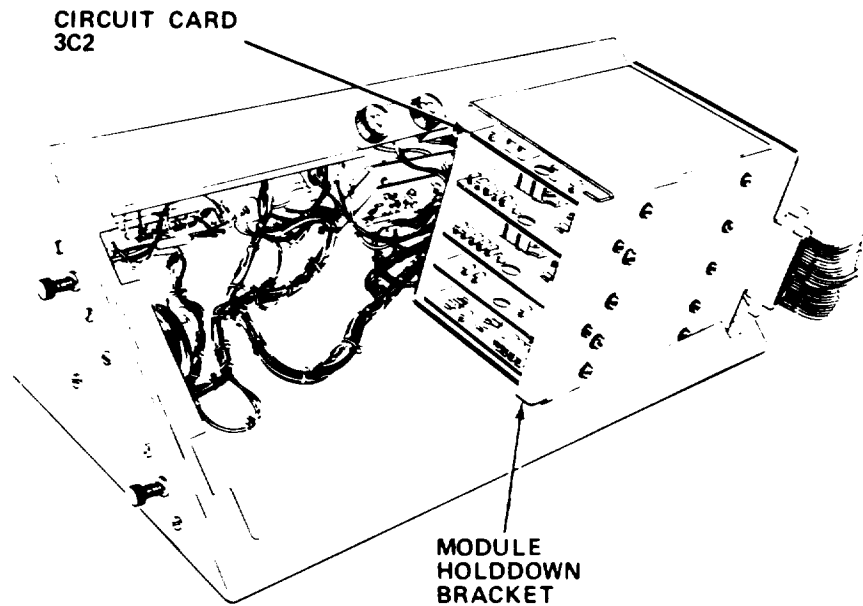 CIRCUIT CARD
3C2
MODULE
HOLDDOWN
BRACKET